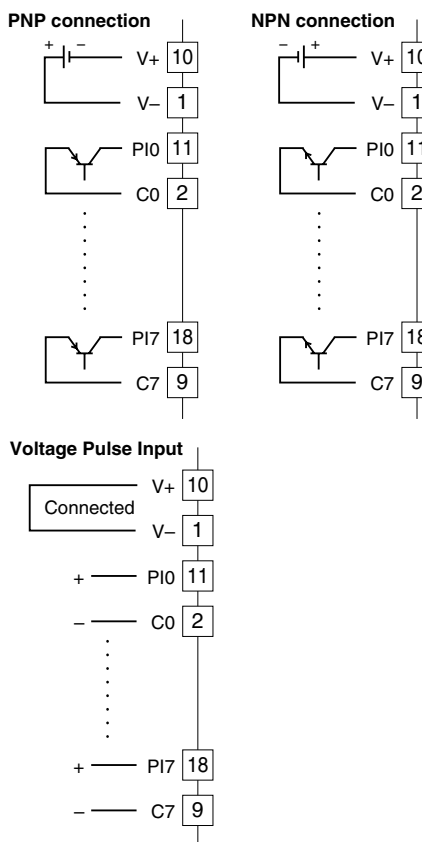 PNP connection
+ –
V+ 10
V– 1
PI0 11
C0 2
PI7 18
C7 9
NPN connection
– +
V+ 10
V– 1
PI0 11
C0 2
PI7 18
C7 9
Voltage Pulse Input
V+ 10
Connected
V– 1
+ PI0 11
– C0 2
+ PI7 18
– C7 9